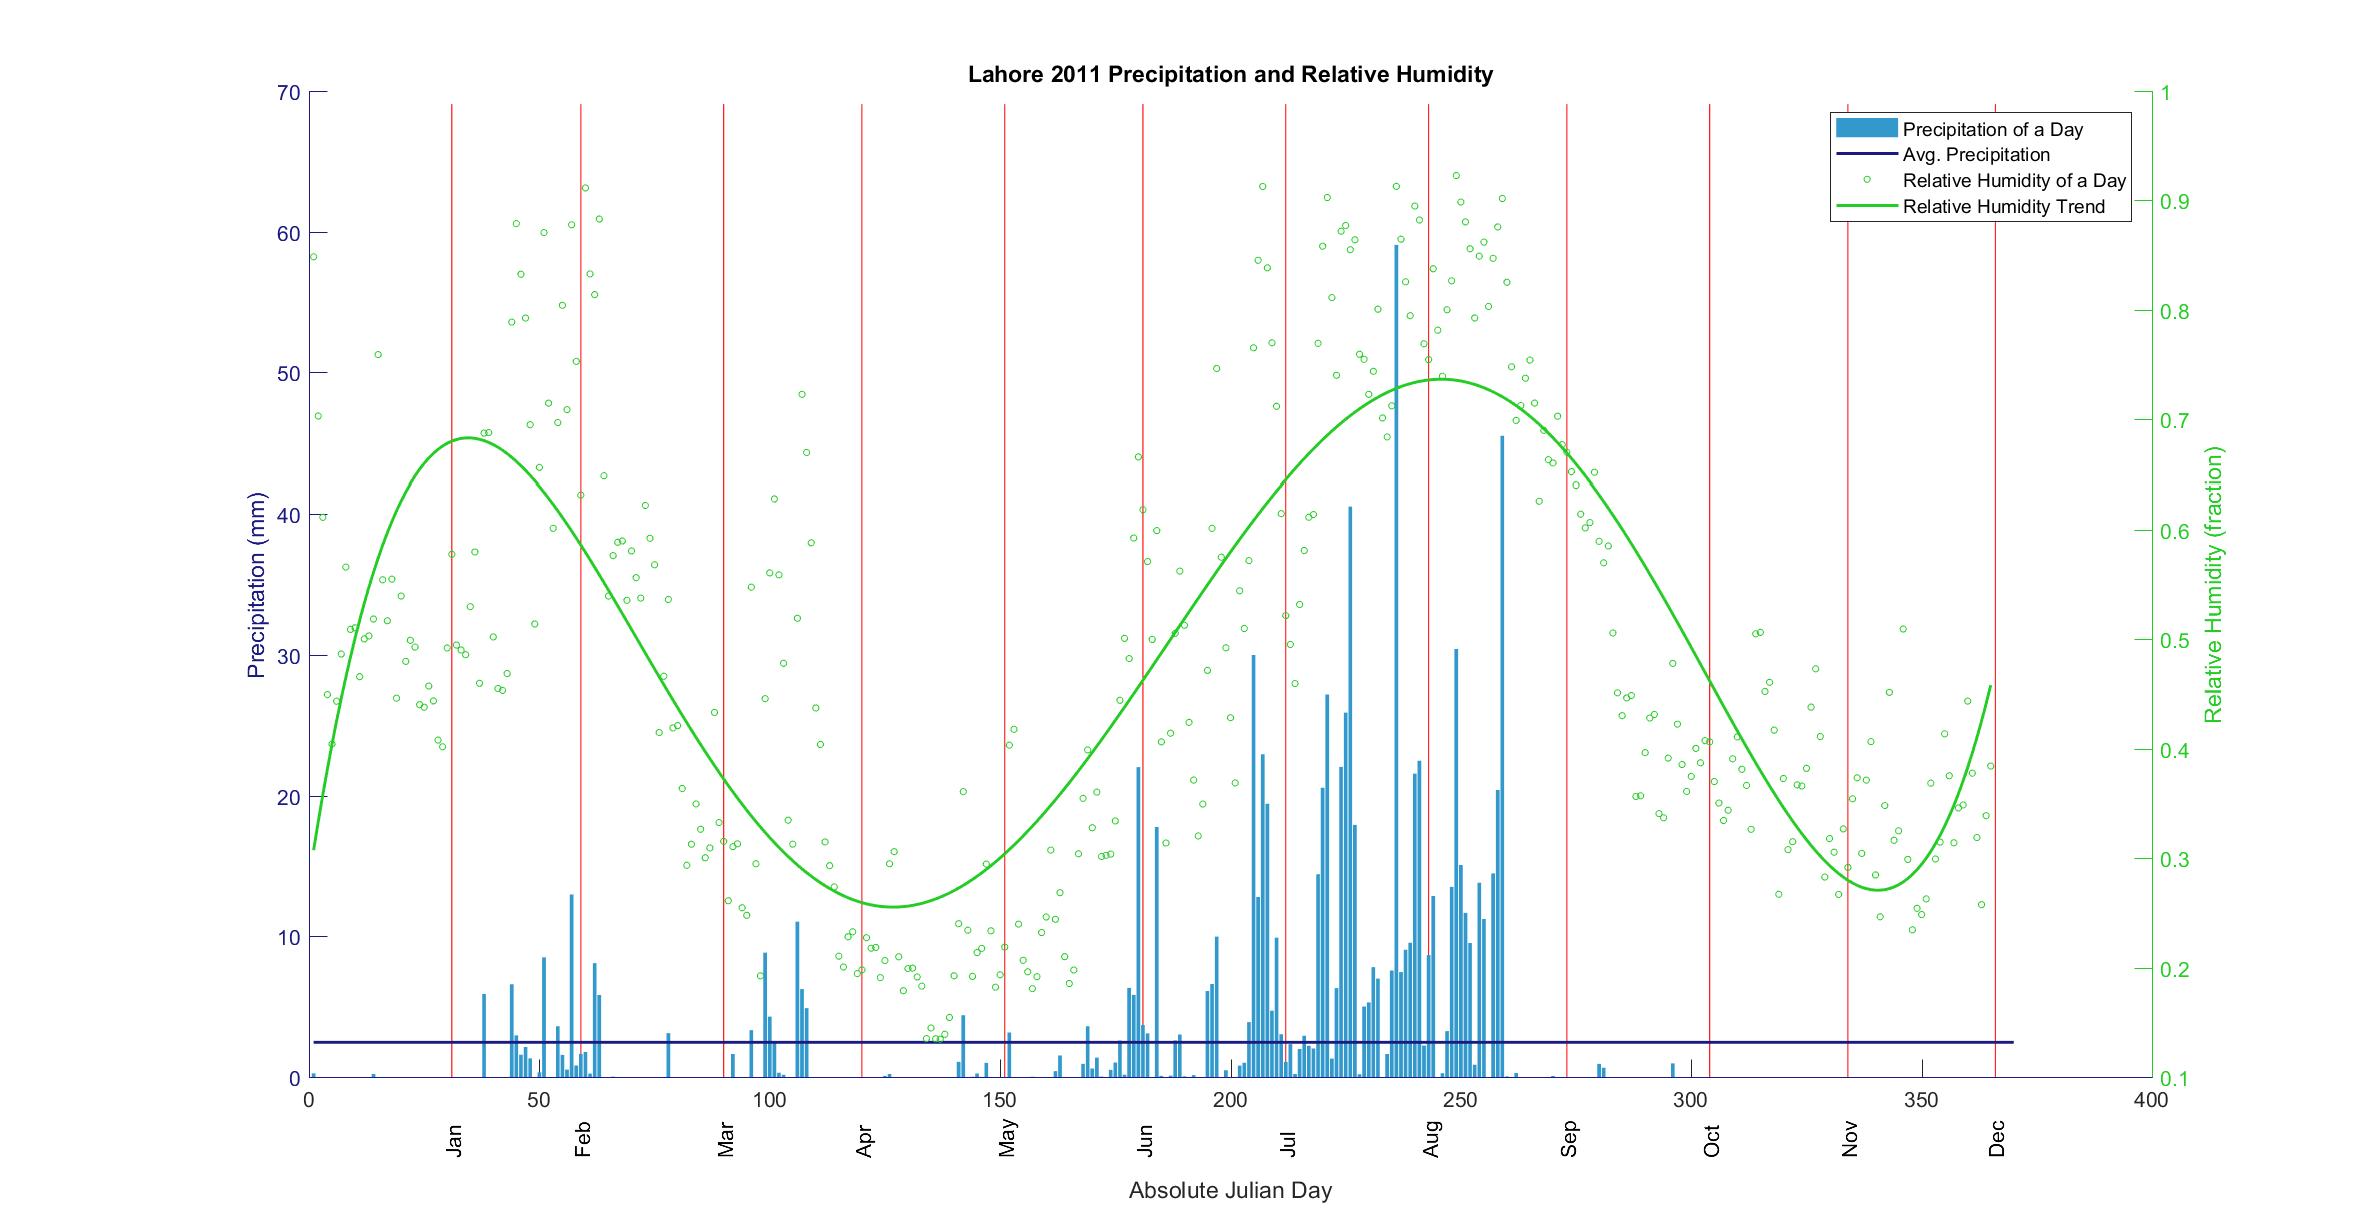 Lahore 2011 Precipitation and Relative Humidity
Precipitation of a Day
Avg. Precipitation
Relative Humidity of a Day
Relative Humidity Trend
Precipitation (mm)
70
60
50
40
30
20
10
0
Relative Humidity (fraction)
1
0.9
0.8
0.7
0.6
0.5
0.4
0.3
0.2
0.1
0 50 100 150 200 250 300 350 400
Jan Feb Mar Apr May Jun Jul Aug Sep Oct Nov Dec
Absolute Julian Day